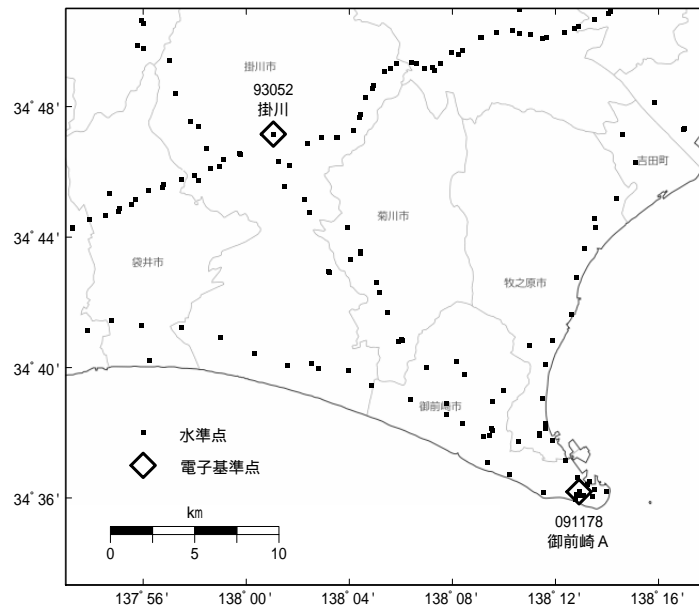 掛川市
93052
掛川
34˚ 48'
吉田町
菊川市
34˚ 44'
袋井市
牧之原市
34˚ 40'
御前崎市
水準点
電子基準点
34˚ 36'
km
091178
御前崎A
0 5 10
137˚ 56' 138˚ 00' 138˚ 04' 138˚ 08' 138˚ 12' 138˚ 16'